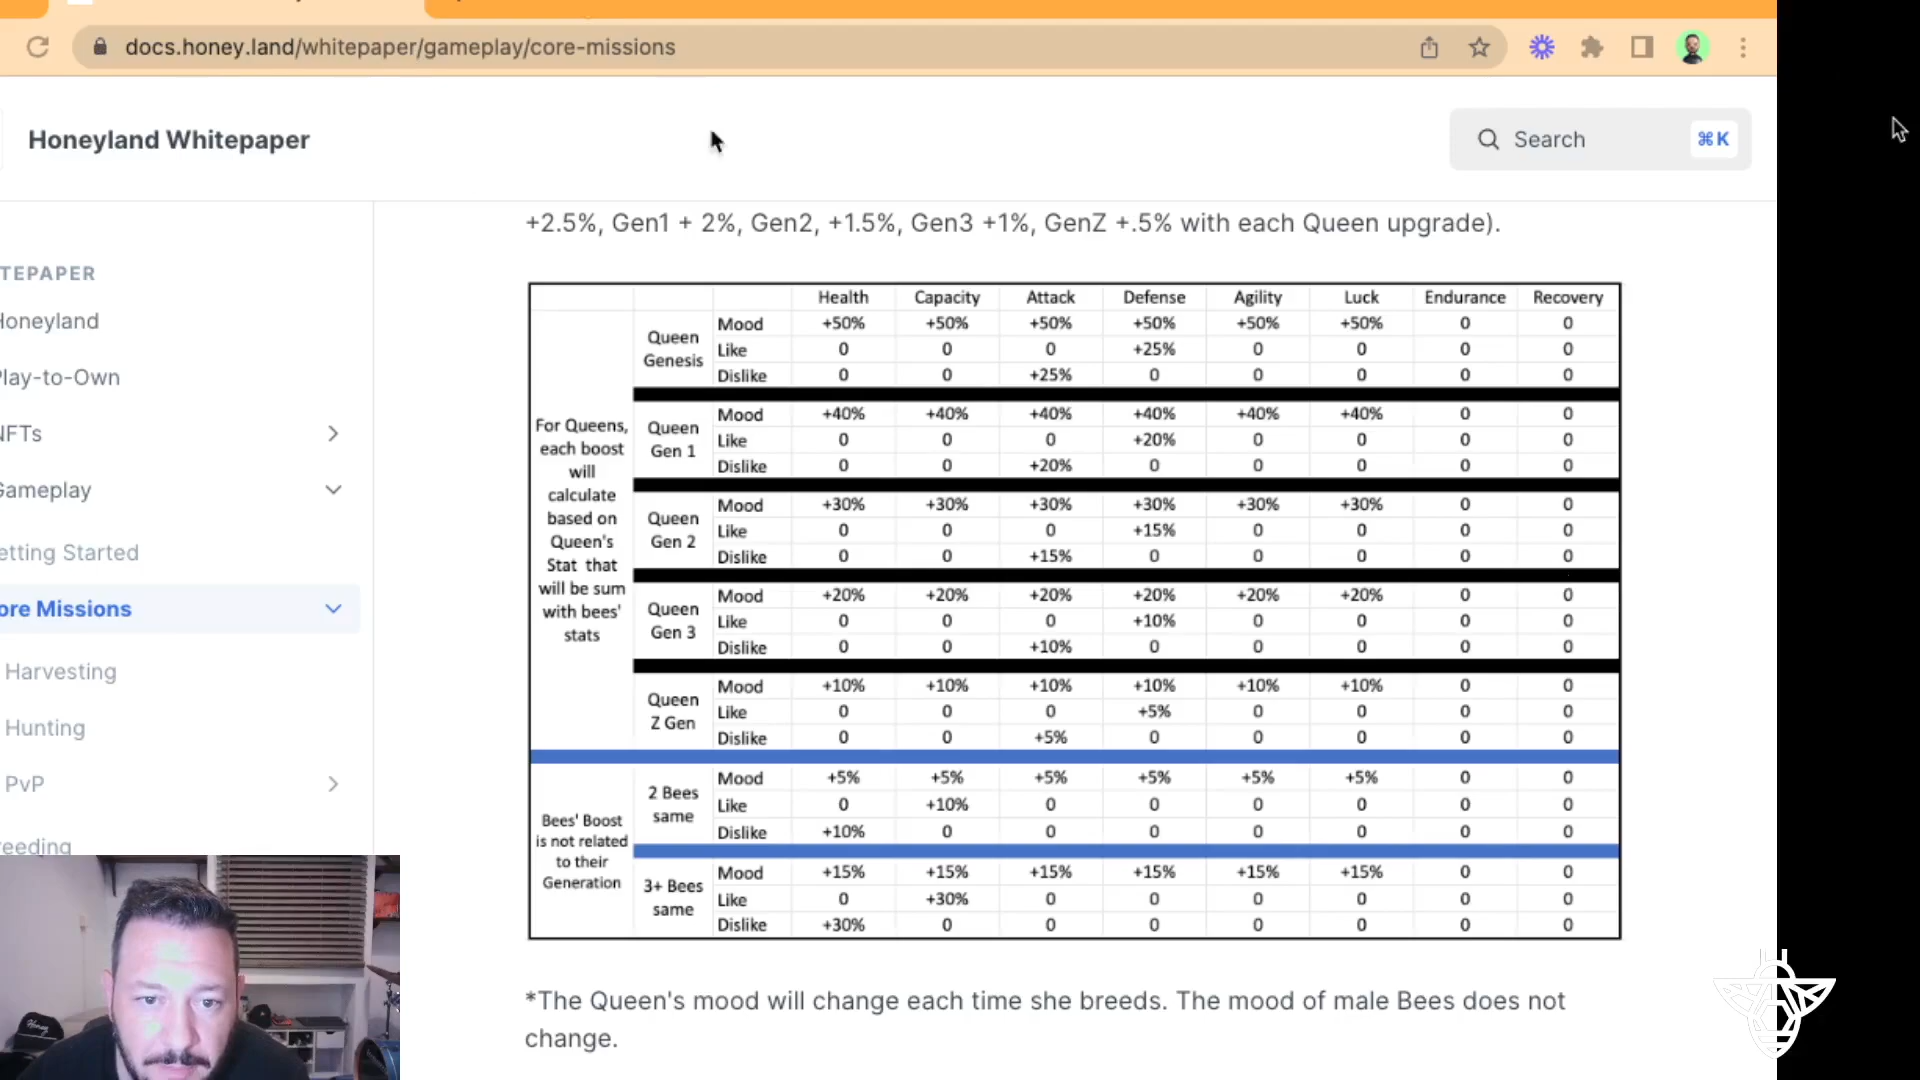 docs.honey.land/whitepaper/gameplay/core-missions
Honeyland Whitepaper
Search
⌘K
TEPAPER
Honeyland
Play-to-Own
NFTs
Gameplay
etting Started
ore Missions
Harvesting
Hunting
PvP
reeding
+2.5%, Gen1 + 2%, Gen2, +1.5%, Gen3 +1%, GenZ +.5% with each Queen upgrade).
Health Capacity Attack Defense Agility Luck Endurance Recovery
For Queens,
each boost
will
calculate
based on
Queen's
Stat that
will be sum
with bees'
stats
Queen
Genesis
Mood +50% +50% +50% +50% +50% +50% 0 0
Like 0 0 0 +25% 0 0 0 0
Dislike 0 0 +25% 0 0 0 0 0
Queen
Gen 1
Mood +40% +40% +40% +40% +40% +40% 0 0
Like 0 0 0 +20% 0 0 0 0
Dislike 0 0 +20% 0 0 0 0 0
Queen
Gen 2
Mood +30% +30% +30% +30% +30% +30% 0 0
Like 0 0 0 +15% 0 0 0 0
Dislike 0 0 +15% 0 0 0 0 0
Queen
Gen 3
Mood +20% +20% +20% +20% +20% +20% 0 0
Like 0 0 0 +10% 0 0 0 0
Dislike 0 0 +10% 0 0 0 0 0
Queen
Z Gen
Mood +10% +10% +10% +10% +10% +10% 0 0
Like 0 0 0 +5% 0 0 0 0
Dislike 0 0 +5% 0 0 0 0 0
Bees' Boost
is not related
to their
Generation
2 Bees
same
Mood +5% +5% +5% +5% +5% +5% 0 0
Like 0 +10% 0 0 0 0 0 0
Dislike +10% 0 0 0 0 0 0 0
3+ Bees
same
Mood +15% +15% +15% +15% +15% +15% 0 0
Like 0 +30% 0 0 0 0 0 0
Dislike +30% 0 0 0 0 0 0 0
*The Queen's mood will change each time she breeds. The mood of male Bees does not
change.
Honey